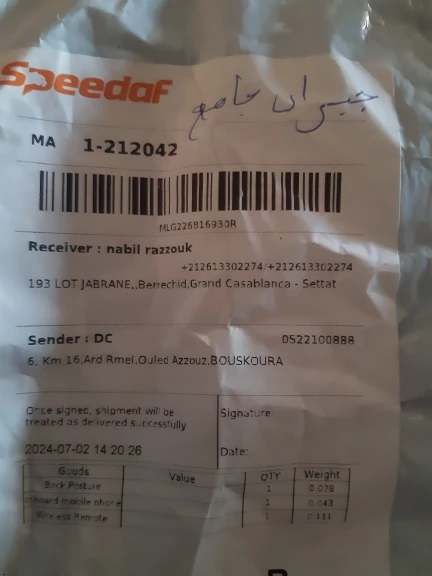 Speedaf
جامع
MA 1-212042
MLG226816930R
Receiver : nabil razzouk
+212613302274/+212613302274
193 LOT JABRANE,,Berrechid,Grand Casablanca - Settat
Sender : DC 0522100888
6, Km 16,Ard Rmel,Ouled Azzouz,BOUSKOURA
Once signed, shipment will be
treated as delivered successfully
Signature
2024-07-02 14:20:26
Date:
Goods Value QTY Weight
Back Posture 1 0.078
mobile phone 1 0.043
Wireless Remote 1 0.111